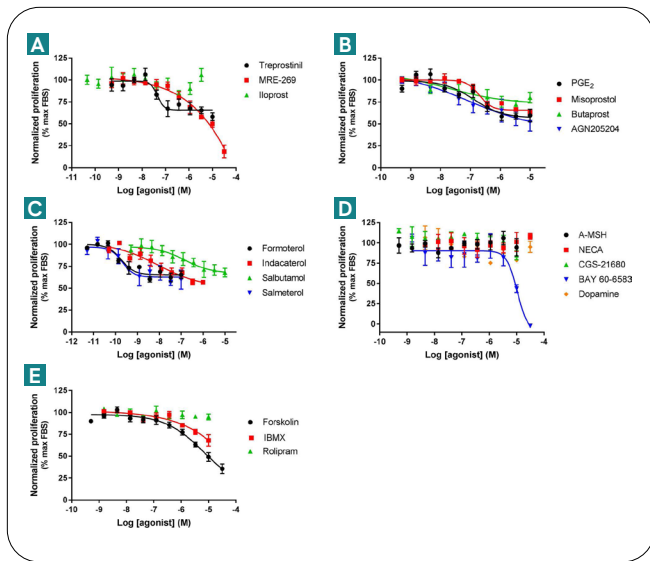 A
Normalized proliferation
(% max FBS)
125
100
75
50
25
0
-11 -10 -9 -8 -7 -6 -5 -4
Log [agonist] (M)
Treprostinil
MRE-269
Iloprost
B
Normalized proliferation
(% max FBS)
125
100
75
50
25
0
-10 -9 -8 -7 -6 -5 -4
Log [agonist] (M)
PGE2
Misoprostol
Butaprost
AGN205204
C
Normalized proliferation
(% max FBS)
125
100
75
50
25
0
-12 -11 -10 -9 -8 -7 -6 -5
Log [agonist] (M)
Formoterol
Indacaterol
Salbutamol
Salmeterol
D
Normalized proliferation
(% max FBS)
125
100
75
50
25
0
-10 -9 -8 -7 -6 -5 -4
Log [agonist] (M)
A-MSH
NECA
CGS-21680
BAY 60-6583
Dopamine
E
Normalized proliferation
(% max FBS)
125
100
75
50
25
0
-10 -9 -8 -7 -6 -5 -4
Log [agonist] (M)
Forskolin
IBMX
Rolipram